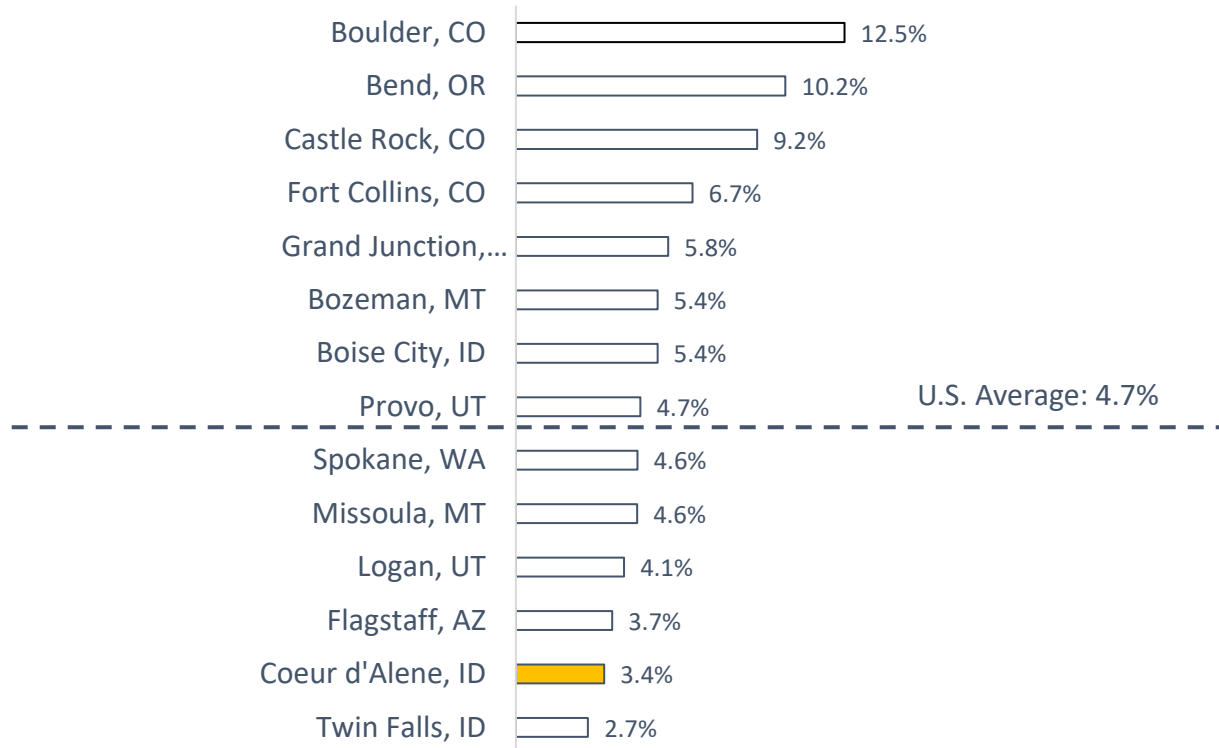 Boulder, CO 12.5%
Bend, OR 10.2%
Castle Rock, CO 9.2%
Fort Collins, CO 6.7%
Grand Junction,... 5.8%
Bozeman, MT 5.4%
Boise City, ID 5.4%
Provo, UT 4.7% U.S. Average: 4.7%
Spokane, WA 4.6%
Missoula, MT 4.6%
Logan, UT 4.1%
Flagstaff, AZ 3.7%
Coeur d'Alene, ID 3.4%
Twin Falls, ID 2.7%